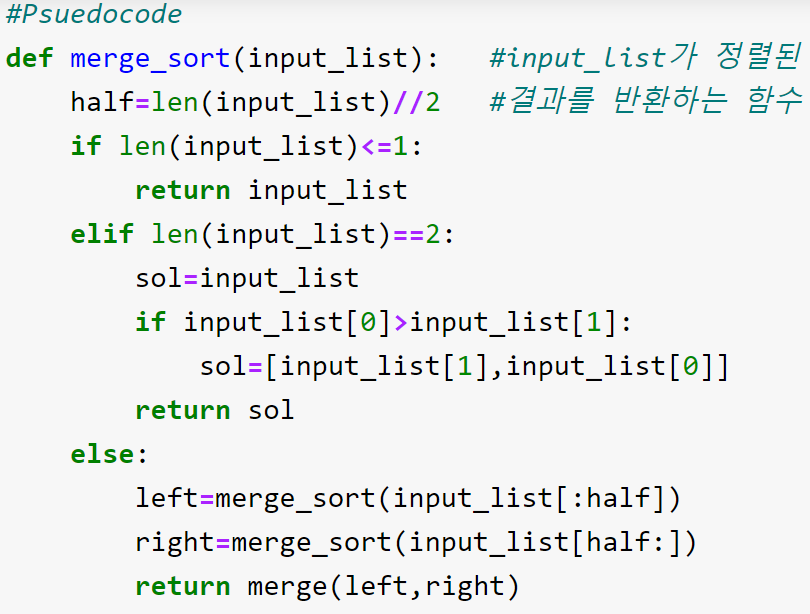 #Psuedocode
def merge_sort(input_list):   #input_list가 정렬된
    half=len(input_list)//2   #결과를 반환하는 함수
    if len(input_list)<=1:
        return input_list
    elif len(input_list)==2:
        sol=input_list
        if input_list[0]>input_list[1]:
            sol=[input_list[1],input_list[0]]
        return sol
    else:
        left=merge_sort(input_list[:half])
        right=merge_sort(input_list[half:])
        return merge(left,right)